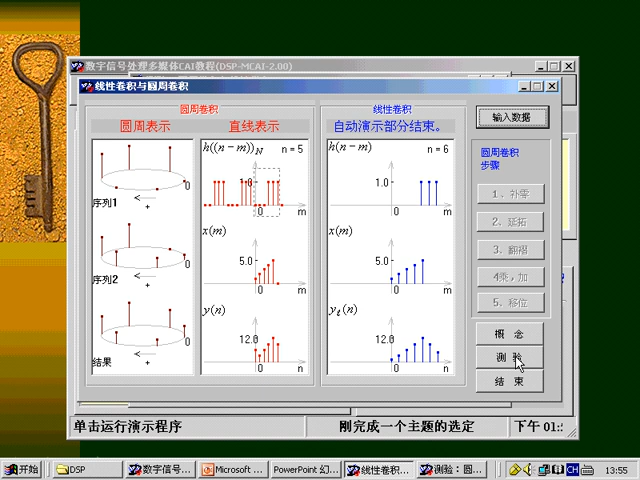 数字信号处理多媒体CAI教程(DSP-MCAI-2.00)
线性卷积与圆周卷积
圆周卷积
圆周表示
直线表示
序列1
+
0
序列2
+
0
结果
+
0
h((n-m))N
n = 5
1.0
0
m
x(m)
5.0
0
m
y(n)
12.0
0
n
线性卷积
自动演示部分结束。
h(n-m)
n = 6
1.0
0
m
x(m)
5.0
0
m
yt(n)
12.0
0
n
输入数据
圆周卷积
步骤
1、补零
2、延拓
3、翻褶
4乘，加
5、移位
概 念
测 验
结 束
单击运行演示程序
刚完成一个主题的选定
下午 01::
开始
DSP
数字信号...
Microsoft ...
PowerPoint 幻...
线性卷积...
测验：圆...
CH
13:55